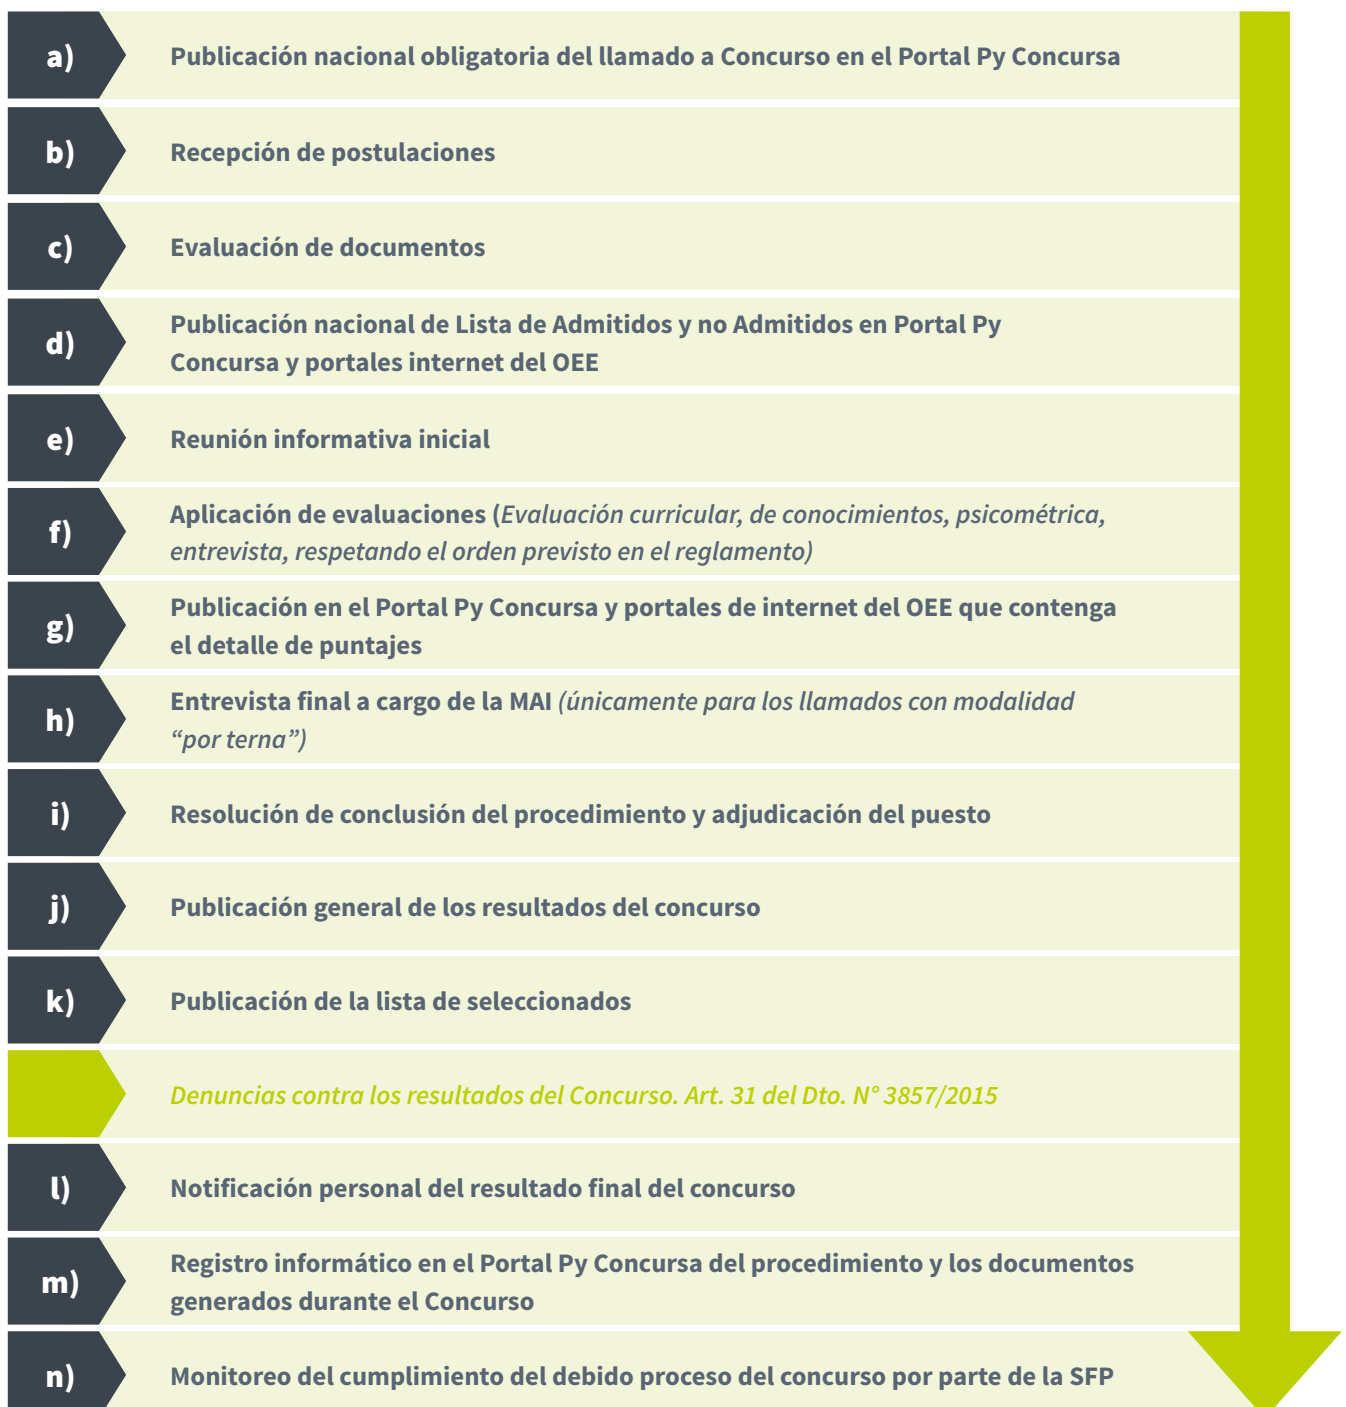 a) Publicación nacional obligatoria del llamado a Concurso en el Portal Py Concursa
b) Recepción de postulaciones
c) Evaluación de documentos
d) Publicación nacional de Lista de Admitidos y no Admitidos en Portal Py
Concursa y portales internet del OEE
e) Reunión informativa inicial
f) Aplicación de evaluaciones (Evaluación curricular, de conocimientos, psicométrica,
entrevista, respetando el orden previsto en el reglamento)
g) Publicación en el Portal Py Concursa y portales de internet del OEE que contenga
el detalle de puntajes
h) Entrevista final a cargo de la MAI (únicamente para los llamados con modalidad
“por terna”)
i) Resolución de conclusión del procedimiento y adjudicación del puesto
j) Publicación general de los resultados del concurso
k) Publicación de la lista de seleccionados
Denuncias contra los resultados del Concurso. Art. 31 del Dto. N° 3857/2015
l) Notificación personal del resultado final del concurso
m) Registro informático en el Portal Py Concursa del procedimiento y los documentos
generados durante el Concurso
n) Monitoreo del cumplimiento del debido proceso del concurso por parte de la SFP